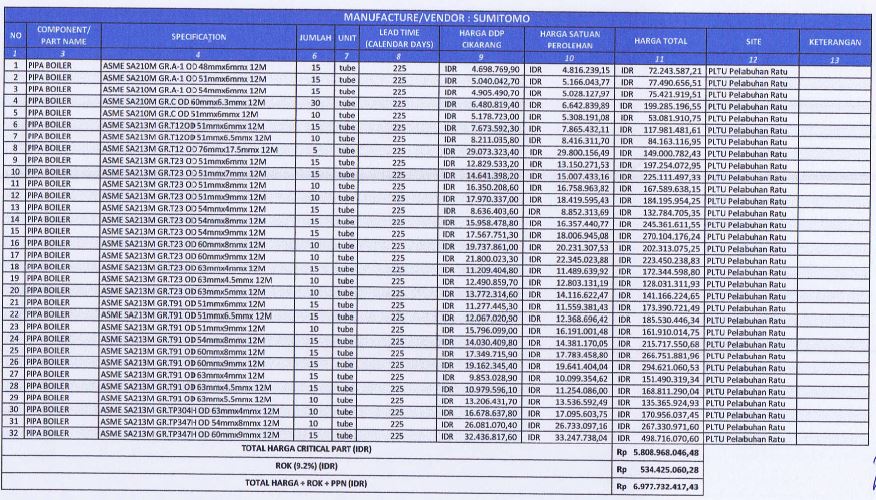 MANUFACTURE/VENDOR : SUMITOMO
NO COMPONENT/ PART NAME SPECIFICATION JUMLAH UNIT LEAD TIME (CALENDAR DAYS) HARGA DDP CIKARANG HARGA SATUAN PEROLEHAN HARGA TOTAL SITE KETERANGAN
1 3 4 6 7 8 9 10 11 12 13
1 PIPA BOILER ASME SA210M GR.A-1 OD 48mmx6mmx 12M 15 tube 225 IDR 4.698.769,90 IDR 4.816.239,15 IDR 72.243.587,21 PLTU Pelabuhan Ratu
2 PIPA BOILER ASME SA210M GR.A-1 OD 51mmx6mmx 12M 15 tube 225 IDR 5.040.042,70 IDR 5.166.043,77 IDR 77.490.656,51 PLTU Pelabuhan Ratu
3 PIPA BOILER ASME SA210M GR.A-1 OD 54mmx6mmx 12M 15 tube 225 IDR 4.905.490,70 IDR 5.028.127,97 IDR 75.421.919,51 PLTU Pelabuhan Ratu
4 PIPA BOILER ASME SA210M GR.C OD 60mmx6.3mmx 12M 30 tube 225 IDR 6.480.819,40 IDR 6.642.839,89 IDR 199.285.196,55 PLTU Pelabuhan Ratu
5 PIPA BOILER ASME SA210M GR.C OD 51mmx6mmx 12M 10 tube 225 IDR 5.178.723,00 IDR 5.308.191,08 IDR 53.081.910,75 PLTU Pelabuhan Ratu
6 PIPA BOILER ASME SA213M GR.T12OD 51mmx6mmx 12M 15 tube 225 IDR 7.673.592,30 IDR 7.865.432,11 IDR 117.981.481,61 PLTU Pelabuhan Ratu
7 PIPA BOILER ASME SA213M GR.T12OD 51mmx6.5mmx 12M 10 tube 225 IDR 8.211.035,80 IDR 8.416.311,70 IDR 84.163.116,95 PLTU Pelabuhan Ratu
8 PIPA BOILER ASME SA213M GR.T12 OD 76mmx17.5mmx 12M 5 tube 225 IDR 29.073.323,40 IDR 29.800.156,49 IDR 149.000.782,43 PLTU Pelabuhan Ratu
9 PIPA BOILER ASME SA213M GR.T23 OD 51mmx6mmx 12M 15 tube 225 IDR 12.829.533,20 IDR 13.150.271,53 IDR 197.254.072,95 PLTU Pelabuhan Ratu
10 PIPA BOILER ASME SA213M GR.T23 OD 51mmx7mmx 12M 15 tube 225 IDR 14.641.398,20 IDR 15.007.433,16 IDR 225.111.497,33 PLTU Pelabuhan Ratu
11 PIPA BOILER ASME SA213M GR.T23 OD 51mmx8mmx 12M 10 tube 225 IDR 16.350.208,60 IDR 16.758.963,82 IDR 167.589.638,15 PLTU Pelabuhan Ratu
12 PIPA BOILER ASME SA213M GR.T23 OD 51mmx9mmx 12M 10 tube 225 IDR 17.970.337,00 IDR 18.419.595,43 IDR 184.195.954,25 PLTU Pelabuhan Ratu
13 PIPA BOILER ASME SA213M GR.T23 OD 54mmx4mmx 12M 15 tube 225 IDR 8.636.403,60 IDR 8.852.313,69 IDR 132.784.705,35 PLTU Pelabuhan Ratu
14 PIPA BOILER ASME SA213M GR.T23 OD 54mmx8mmx 12M 15 tube 225 IDR 15.958.478,80 IDR 16.357.440,77 IDR 245.361.611,55 PLTU Pelabuhan Ratu
15 PIPA BOILER ASME SA213M GR.T23 OD 54mmx9mmx 12M 15 tube 225 IDR 17.567.751,30 IDR 18.006.945,08 IDR 270.104.176,24 PLTU Pelabuhan Ratu
16 PIPA BOILER ASME SA213M GR.T23 OD 60mmx8mmx 12M 10 tube 225 IDR 19.737.861,00 IDR 20.231.307,53 IDR 202.313.075,25 PLTU Pelabuhan Ratu
17 PIPA BOILER ASME SA213M GR.T23 OD 60mmx9mmx 12M 10 tube 225 IDR 21.800.023,30 IDR 22.345.023,88 IDR 223.450.238,83 PLTU Pelabuhan Ratu
18 PIPA BOILER ASME SA213M GR.T23 OD 63mmx4mmx 12M 15 tube 225 IDR 11.209.404,80 IDR 11.489.639,92 IDR 172.344.598,80 PLTU Pelabuhan Ratu
19 PIPA BOILER ASME SA213M GR.T23 OD 63mmx4.5mmx 12M 10 tube 225 IDR 12.490.859,70 IDR 12.803.131,19 IDR 128.031.311,93 PLTU Pelabuhan Ratu
20 PIPA BOILER ASME SA213M GR.T23 OD 63mmx5mmx 12M 10 tube 225 IDR 13.772.314,60 IDR 14.116.622,47 IDR 141.166.224,65 PLTU Pelabuhan Ratu
21 PIPA BOILER ASME SA213M GR.T91 OD 51mmx6mmx 12M 15 tube 225 IDR 11.277.445,30 IDR 11.559.381,43 IDR 173.390.721,49 PLTU Pelabuhan Ratu
22 PIPA BOILER ASME SA213M GR.T91 OD 51mmx6.5mmx 12M 15 tube 225 IDR 12.067.020,90 IDR 12.368.696,42 IDR 185.530.446,34 PLTU Pelabuhan Ratu
23 PIPA BOILER ASME SA213M GR.T91 OD 51mmx9mmx 12M 10 tube 225 IDR 15.796.099,00 IDR 16.191.001,48 IDR 161.910.014,75 PLTU Pelabuhan Ratu
24 PIPA BOILER ASME SA213M GR.T91 OD 54mmx8mmx 12M 15 tube 225 IDR 14.030.409,80 IDR 14.381.170,05 IDR 215.717.550,68 PLTU Pelabuhan Ratu
25 PIPA BOILER ASME SA213M GR.T91 OD 60mmx8mmx 12M 15 tube 225 IDR 17.349.715,90 IDR 17.783.458,80 IDR 266.751.881,96 PLTU Pelabuhan Ratu
26 PIPA BOILER ASME SA213M GR.T91 OD 60mmx9mmx 12M 15 tube 225 IDR 19.162.345,40 IDR 19.641.404,04 IDR 294.621.060,53 PLTU Pelabuhan Ratu
27 PIPA BOILER ASME SA213M GR.T91 OD 63mmx4mmx 12M 15 tube 225 IDR 9.853.028,90 IDR 10.099.354,62 IDR 151.490.319,34 PLTU Pelabuhan Ratu
28 PIPA BOILER ASME SA213M GR.T91 OD 63mmx4.5mmx 12M 15 tube 225 IDR 10.979.596,10 IDR 11.254.086,00 IDR 168.811.290,04 PLTU Pelabuhan Ratu
29 PIPA BOILER ASME SA213M GR.T91 OD 63mmx5.5mmx 12M 10 tube 225 IDR 13.206.431,70 IDR 13.536.592,49 IDR 135.365.924,93 PLTU Pelabuhan Ratu
30 PIPA BOILER ASME SA213M GR.TP304H OD 63mmx4mmx 12M 10 tube 225 IDR 16.678.637,80 IDR 17.095.603,75 IDR 170.956.037,45 PLTU Pelabuhan Ratu
31 PIPA BOILER ASME SA213M GR.TP347H OD 54mmx8mmx 12M 10 tube 225 IDR 26.081.070,40 IDR 26.733.097,16 IDR 267.330.971,60 PLTU Pelabuhan Ratu
32 PIPA BOILER ASME SA213M GR.TP347H OD 60mmx9mmx 12M 15 tube 225 IDR 32.436.817,60 IDR 33.247.738,04 IDR 498.716.070,60 PLTU Pelabuhan Ratu
TOTAL HARGA CRITICAL PART (IDR) Rp 5.808.968.046,48
ROK (9.2%) (IDR) Rp 534.425.060,28
TOTAL HARGA + ROK + PPN (IDR) Rp 6.977.732.417,43